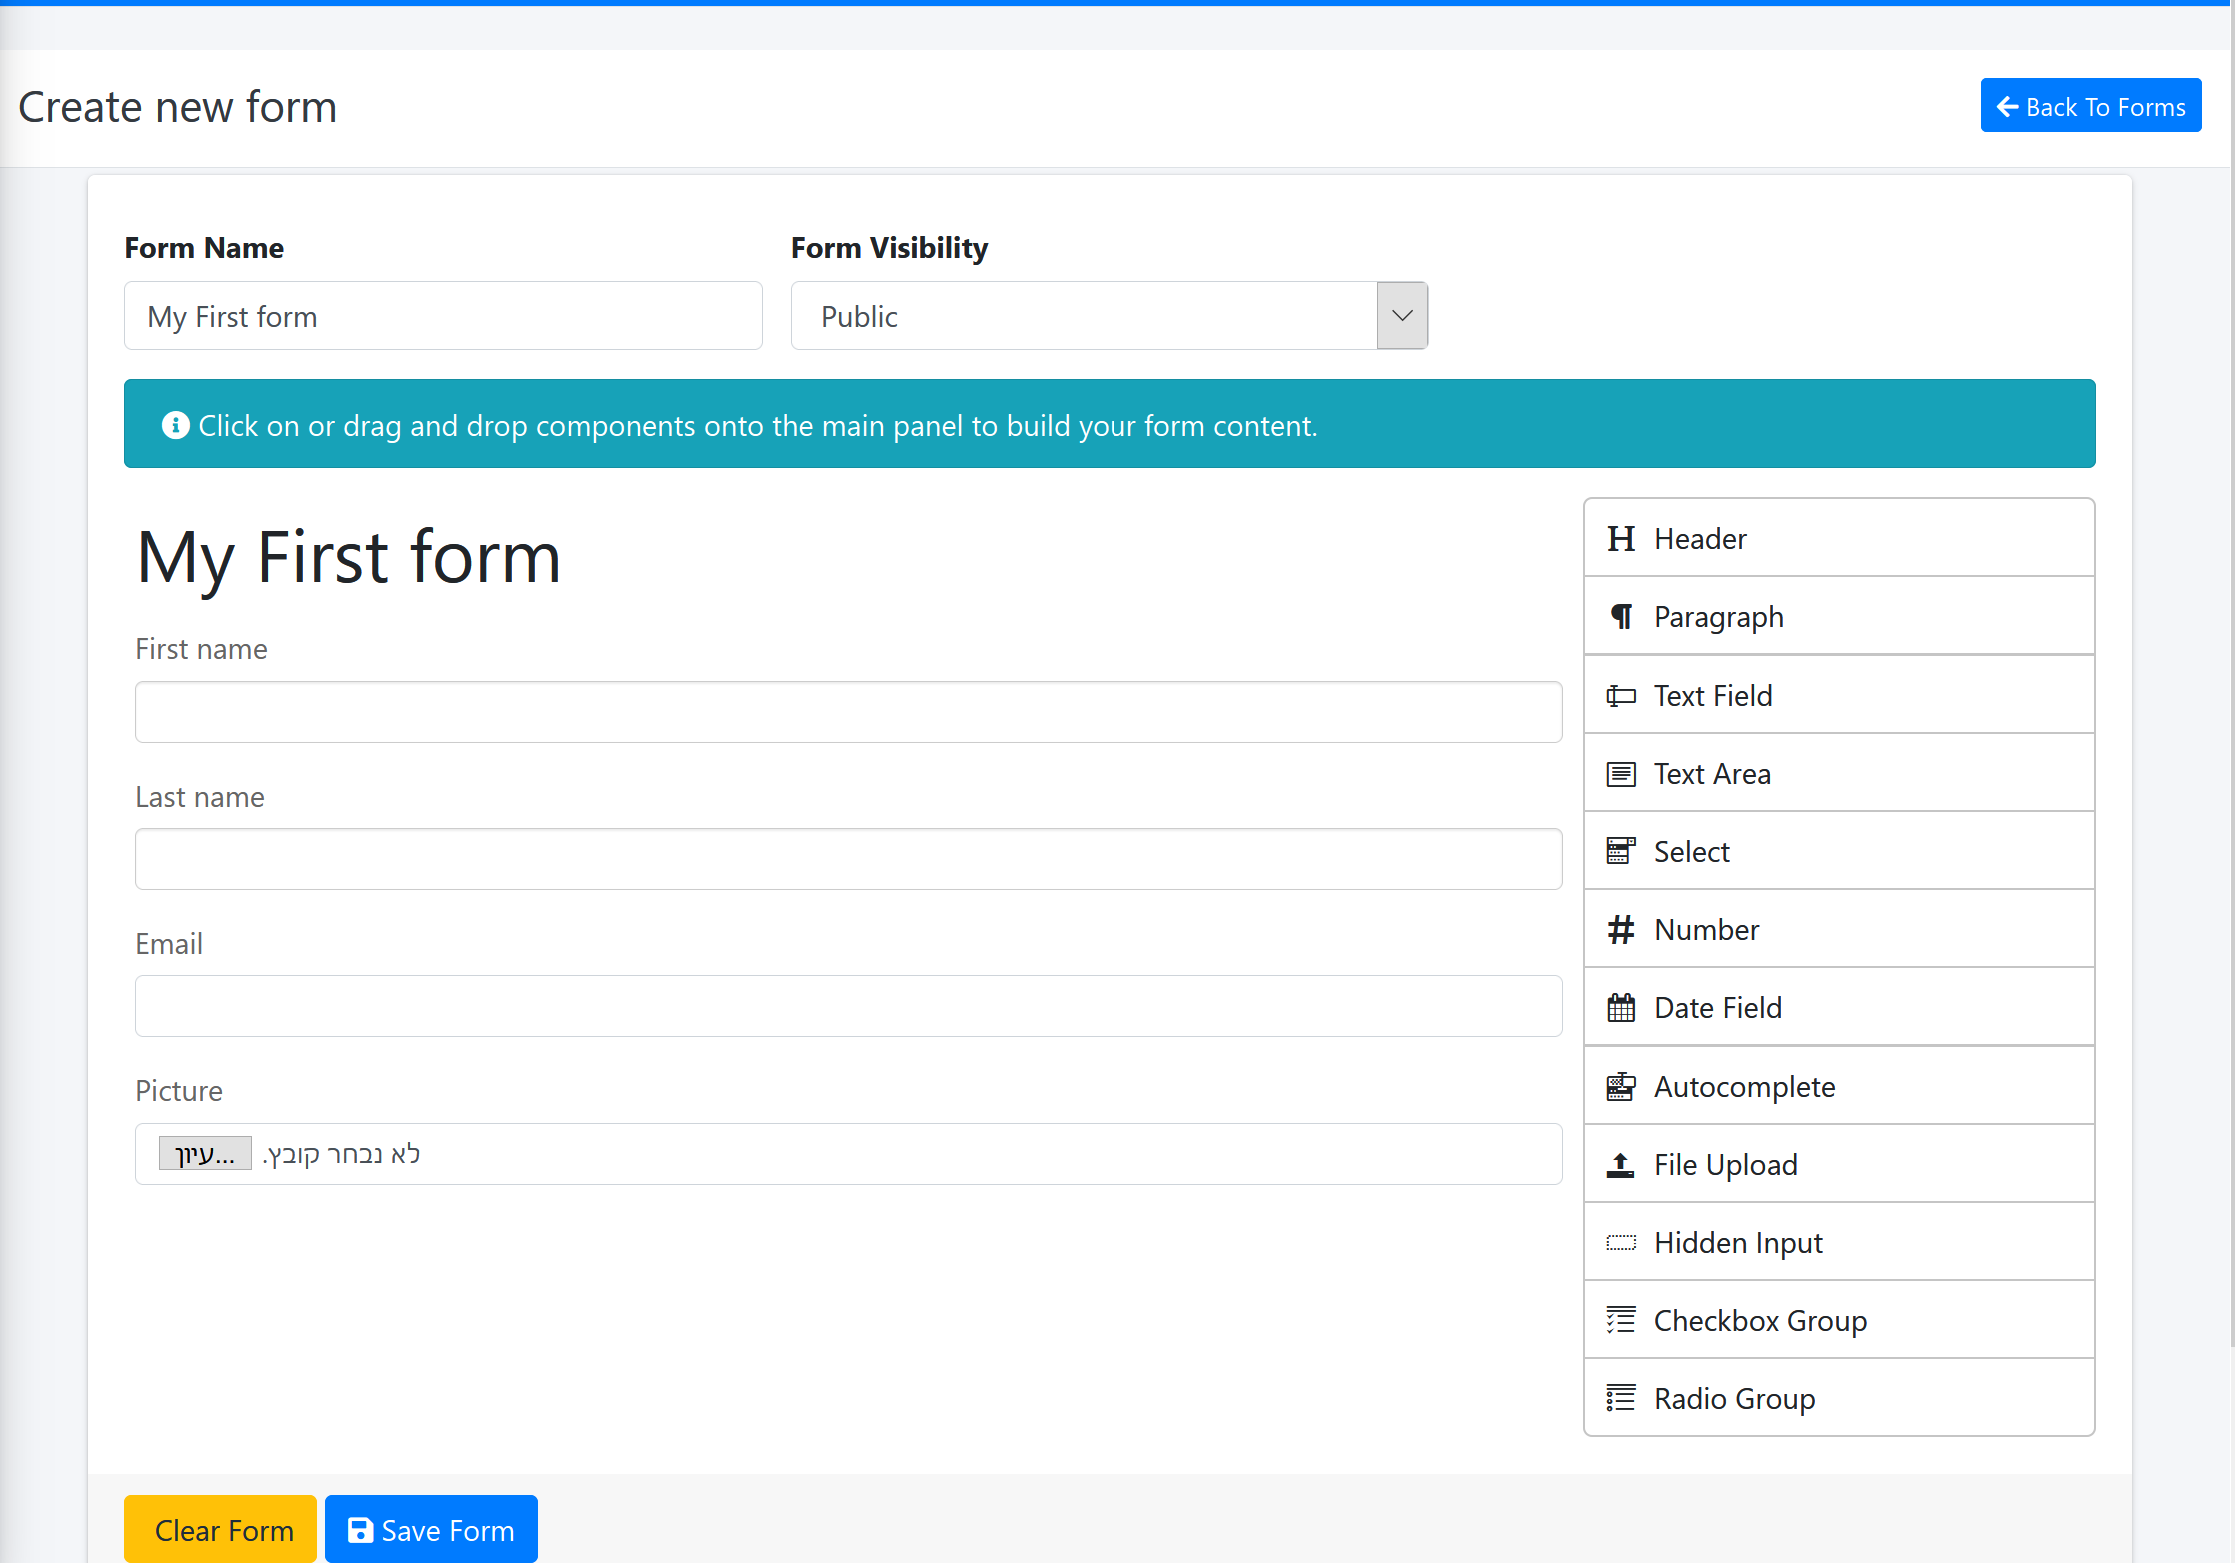 Create new form
Back To Forms
Form Name
Form Visibility
My First form
Public
Click on or drag and drop components onto the main panel to build your form content.
My First form
First name
Last name
Email
Picture
עיון...
לא נבחר קובץ.
Header
Paragraph
Text Field
Text Area
Select
Number
Date Field
Autocomplete
File Upload
Hidden Input
Checkbox Group
Radio Group
Clear Form
Save Form